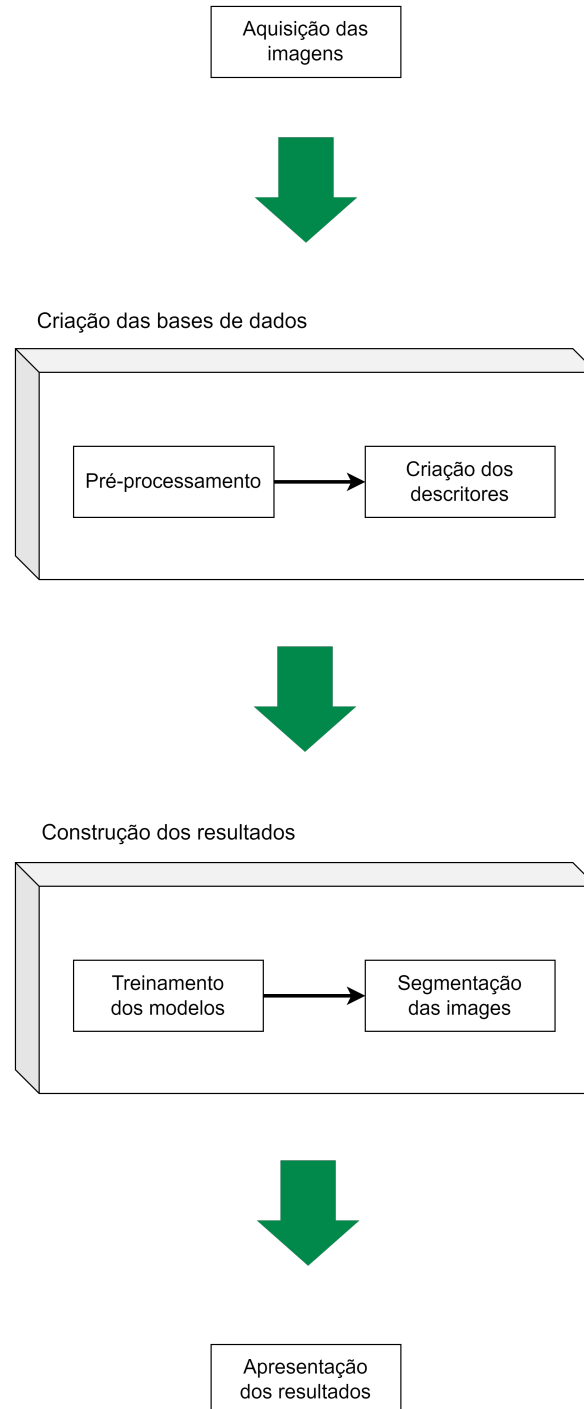 Aquisição das
imagens
Criação das bases de dados
Pré-processamento
Criação dos
descritores
Construção dos resultados
Treinamento
dos modelos
Segmentação
das images
Apresentação
dos resultados